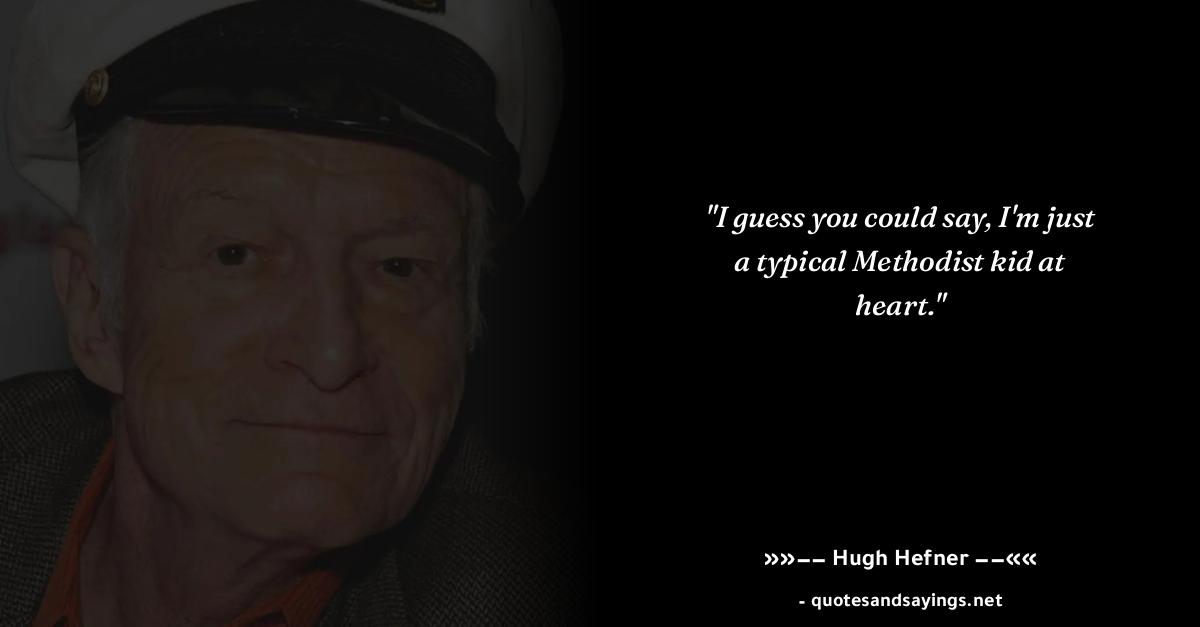 "I guess you could say, I'm just
a typical Methodist kid at
heart."
»»−− Hugh Hefner −−««
- quotesandsayings.net